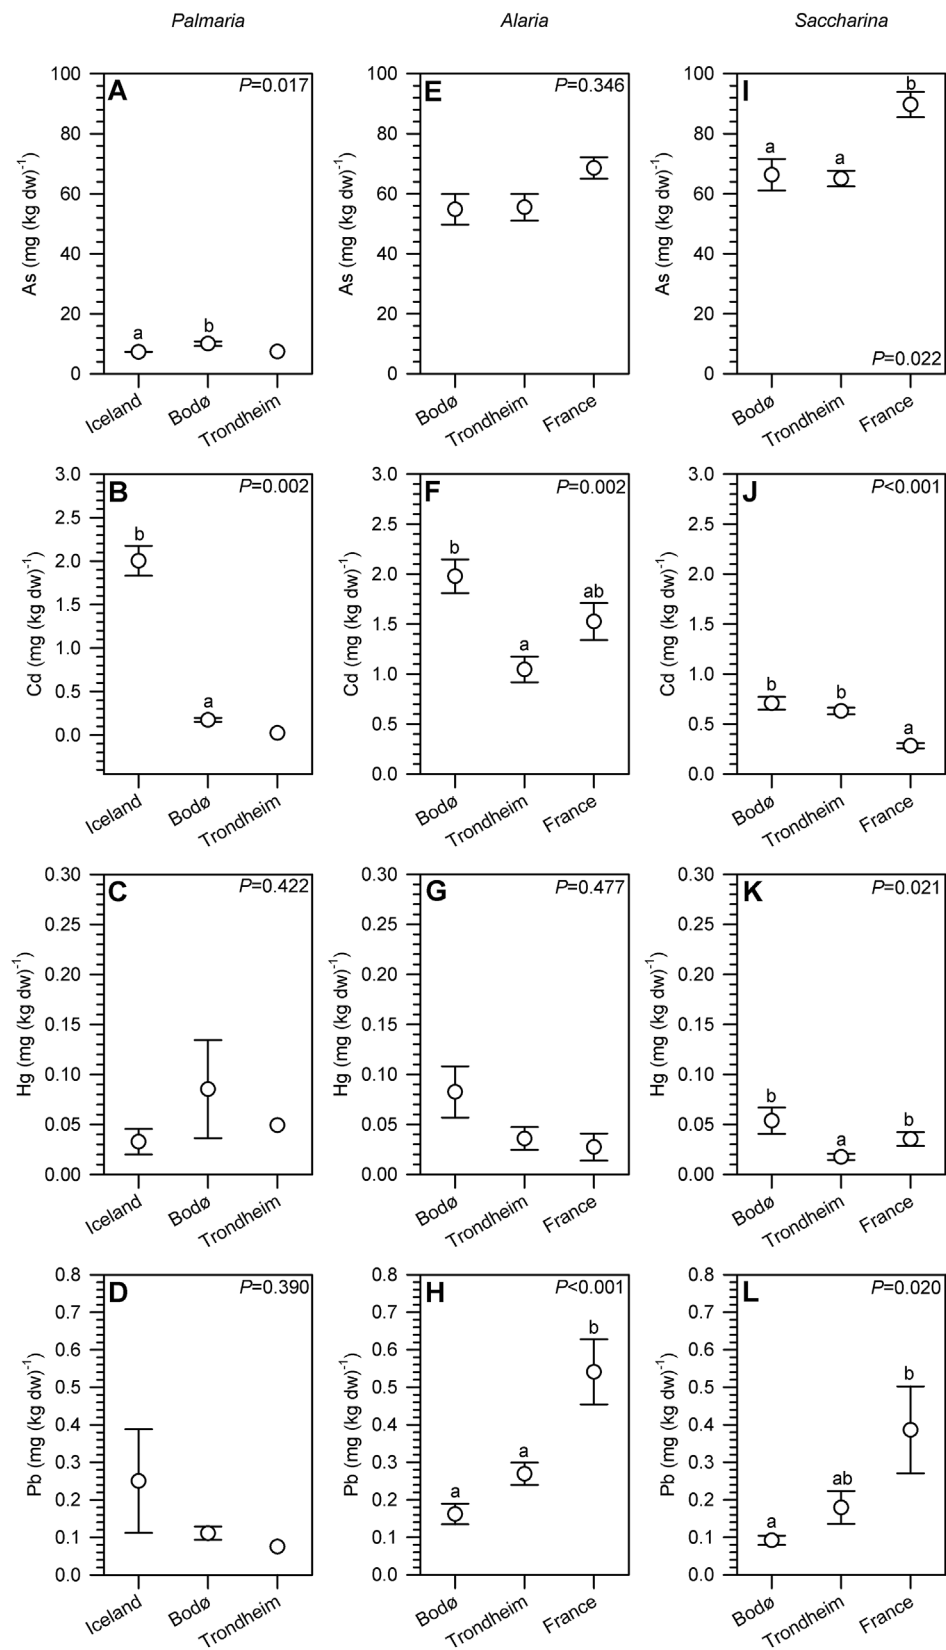 Palmaria Alaria Saccharina
A P=0.017
As (mg (kg dw)-1)
100
80
60
40
20
0
a
b
Iceland Bodø Trondheim
E P=0.346
As (mg (kg dw)-1)
100
80
60
40
20
0
Bodø Trondheim France
I
As (mg (kg dw)-1)
100
80
60
40
20
0
a
a
b
P=0.022
Bodø Trondheim France
B P=0.002
Cd (mg (kg dw)-1)
3.0
2.5
2.0
1.5
1.0
0.5
0.0
b
a
Iceland Bodø Trondheim
F P=0.002
Cd (mg (kg dw)-1)
3.0
2.5
2.0
1.5
1.0
0.5
0.0
b
a
ab
Bodø Trondheim France
J P<0.001
Cd (mg (kg dw)-1)
3.0
2.5
2.0
1.5
1.0
0.5
0.0
b
b
a
Bodø Trondheim France
C P=0.422
Hg (mg (kg dw)-1)
0.30
0.25
0.20
0.15
0.10
0.05
0.00
Iceland Bodø Trondheim
G P=0.477
Hg (mg (kg dw)-1)
0.30
0.25
0.20
0.15
0.10
0.05
0.00
Bodø Trondheim France
K P=0.021
Hg (mg (kg dw)-1)
0.30
0.25
0.20
0.15
0.10
0.05
0.00
b
a
b
Bodø Trondheim France
D P=0.390
Pb (mg (kg dw)-1)
0.8
0.7
0.6
0.5
0.4
0.3
0.2
0.1
0.0
Iceland Bodø Trondheim
H P<0.001
Pb (mg (kg dw)-1)
0.8
0.7
0.6
0.5
0.4
0.3
0.2
0.1
0.0
a
a
b
Bodø Trondheim France
L P=0.020
Pb (mg (kg dw)-1)
0.8
0.7
0.6
0.5
0.4
0.3
0.2
0.1
0.0
a
ab
b
Bodø Trondheim France